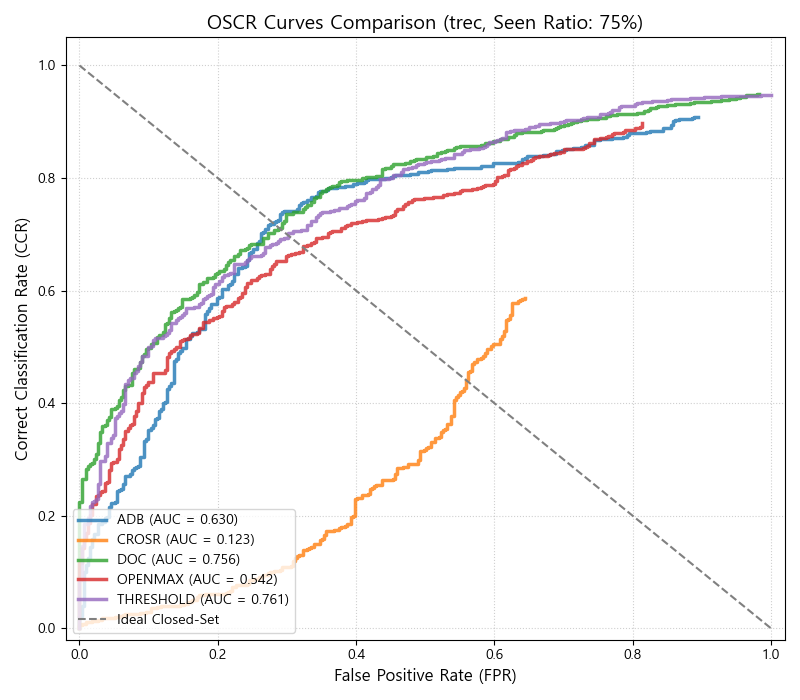 OSCR Curves Comparison (trec, Seen Ratio: 75%)
Correct Classification Rate (CCR)
1.0
0.8
0.6
0.4
0.2
0.0
ADB (AUC = 0.630)
CROSR (AUC = 0.123)
DOC (AUC = 0.756)
OPENMAX (AUC = 0.542)
THRESHOLD (AUC = 0.761)
Ideal Closed-Set
0.0 0.2 0.4 0.6 0.8 1.0
False Positive Rate (FPR)